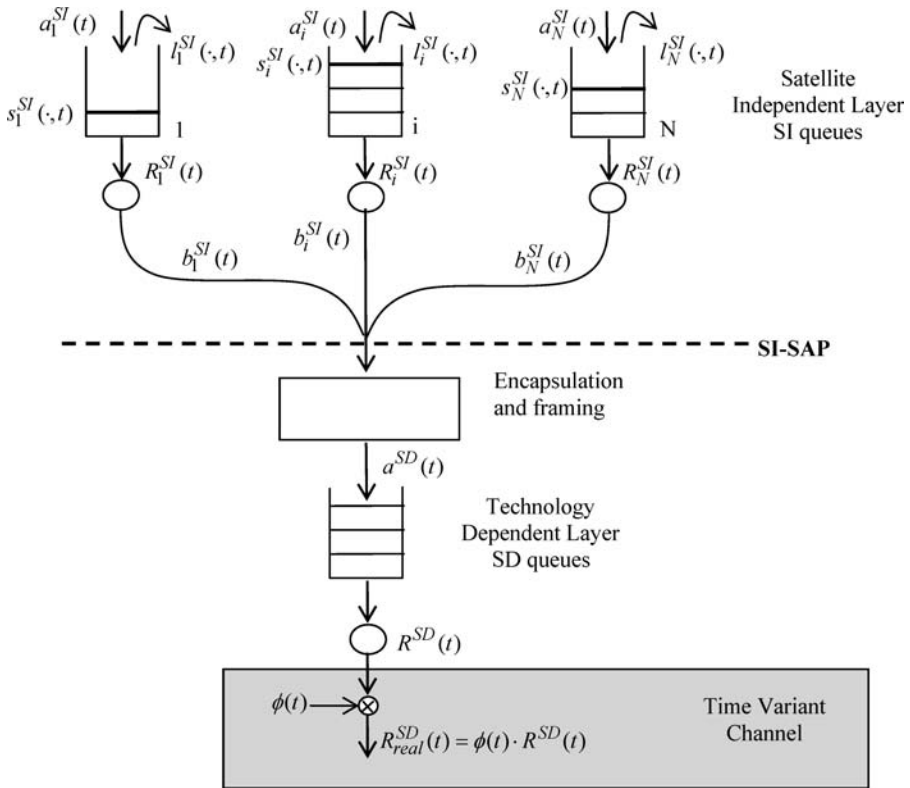 a_1^{SI}(t)
l_1^{SI}(·,t)
a_i^{SI}(t)
l_i^{SI}(·,t)
a_N^{SI}(t)
l_N^{SI}(·,t)
s_1^{SI}(·,t)
s_i^{SI}(·,t)
s_N^{SI}(·,t)
Satellite
Independent Layer
SI queues
1
i
N
R_1^{SI}(t)
R_i^{SI}(t)
R_N^{SI}(t)
b_1^{SI}(t)
b_i^{SI}(t)
b_N^{SI}(t)
SI-SAP
Encapsulation
and framing
a^{SD}(t)
Technology
Dependent Layer
SD queues
R^{SD}(t)
ϕ(t)
R_{real}^{SD}(t) = ϕ(t) · R^{SD}(t)
Time Variant
Channel